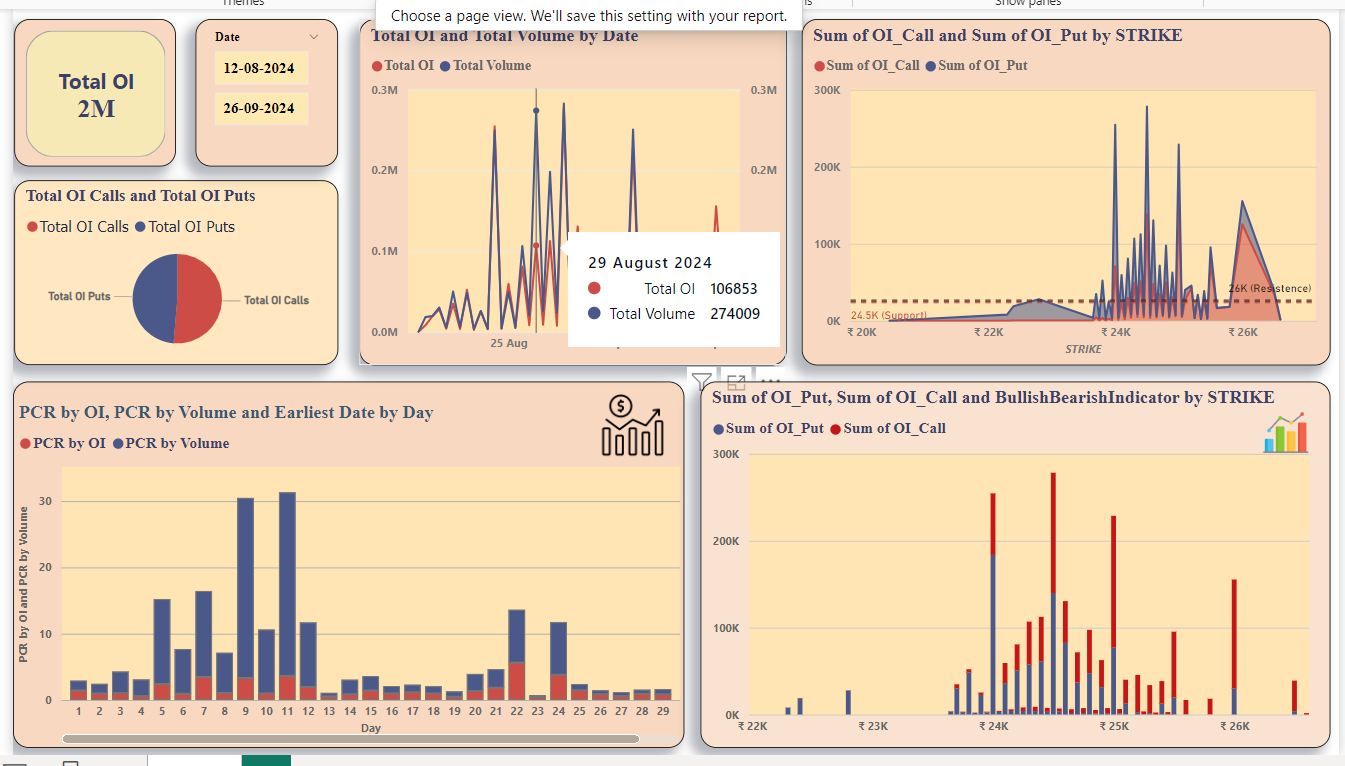 Themes
Show panes
Choose a page view. We'll save this setting with your report.
Total OI
2M
Date
12-08-2024
26-09-2024
Total OI Calls and Total OI Puts
Total OI Calls Total OI Puts
Total OI Puts
Total OI Calls
Total OI and Total Volume by Date
Total OI Total Volume
0.3M
0.2M
0.1M
0.0M
0.3M
0.2M
25 Aug
29 August 2024
Total OI 106853
Total Volume 274009
Sum of OI_Call and Sum of OI_Put by STRIKE
Sum of OI_Call Sum of OI_Put
300K
200K
100K
0K
26K (Resistence)
24.5K (Support)
₹ 20K ₹ 22K ₹ 24K ₹ 26K
STRIKE
PCR by OI, PCR by Volume and Earliest Date by Day
PCR by OI PCR by Volume
PCR by OI and PCR by Volume
30
20
10
0
1 2 3 4 5 6 7 8 9 10 11 12 13 14 15 16 17 18 19 20 21 22 23 24 25 26 27 28 29
Day
Sum of OI_Put, Sum of OI_Call and BullishBearishIndicator by STRIKE
Sum of OI_Put Sum of OI_Call
300K
200K
100K
0K
₹ 22K ₹ 23K ₹ 24K ₹ 25K ₹ 26K